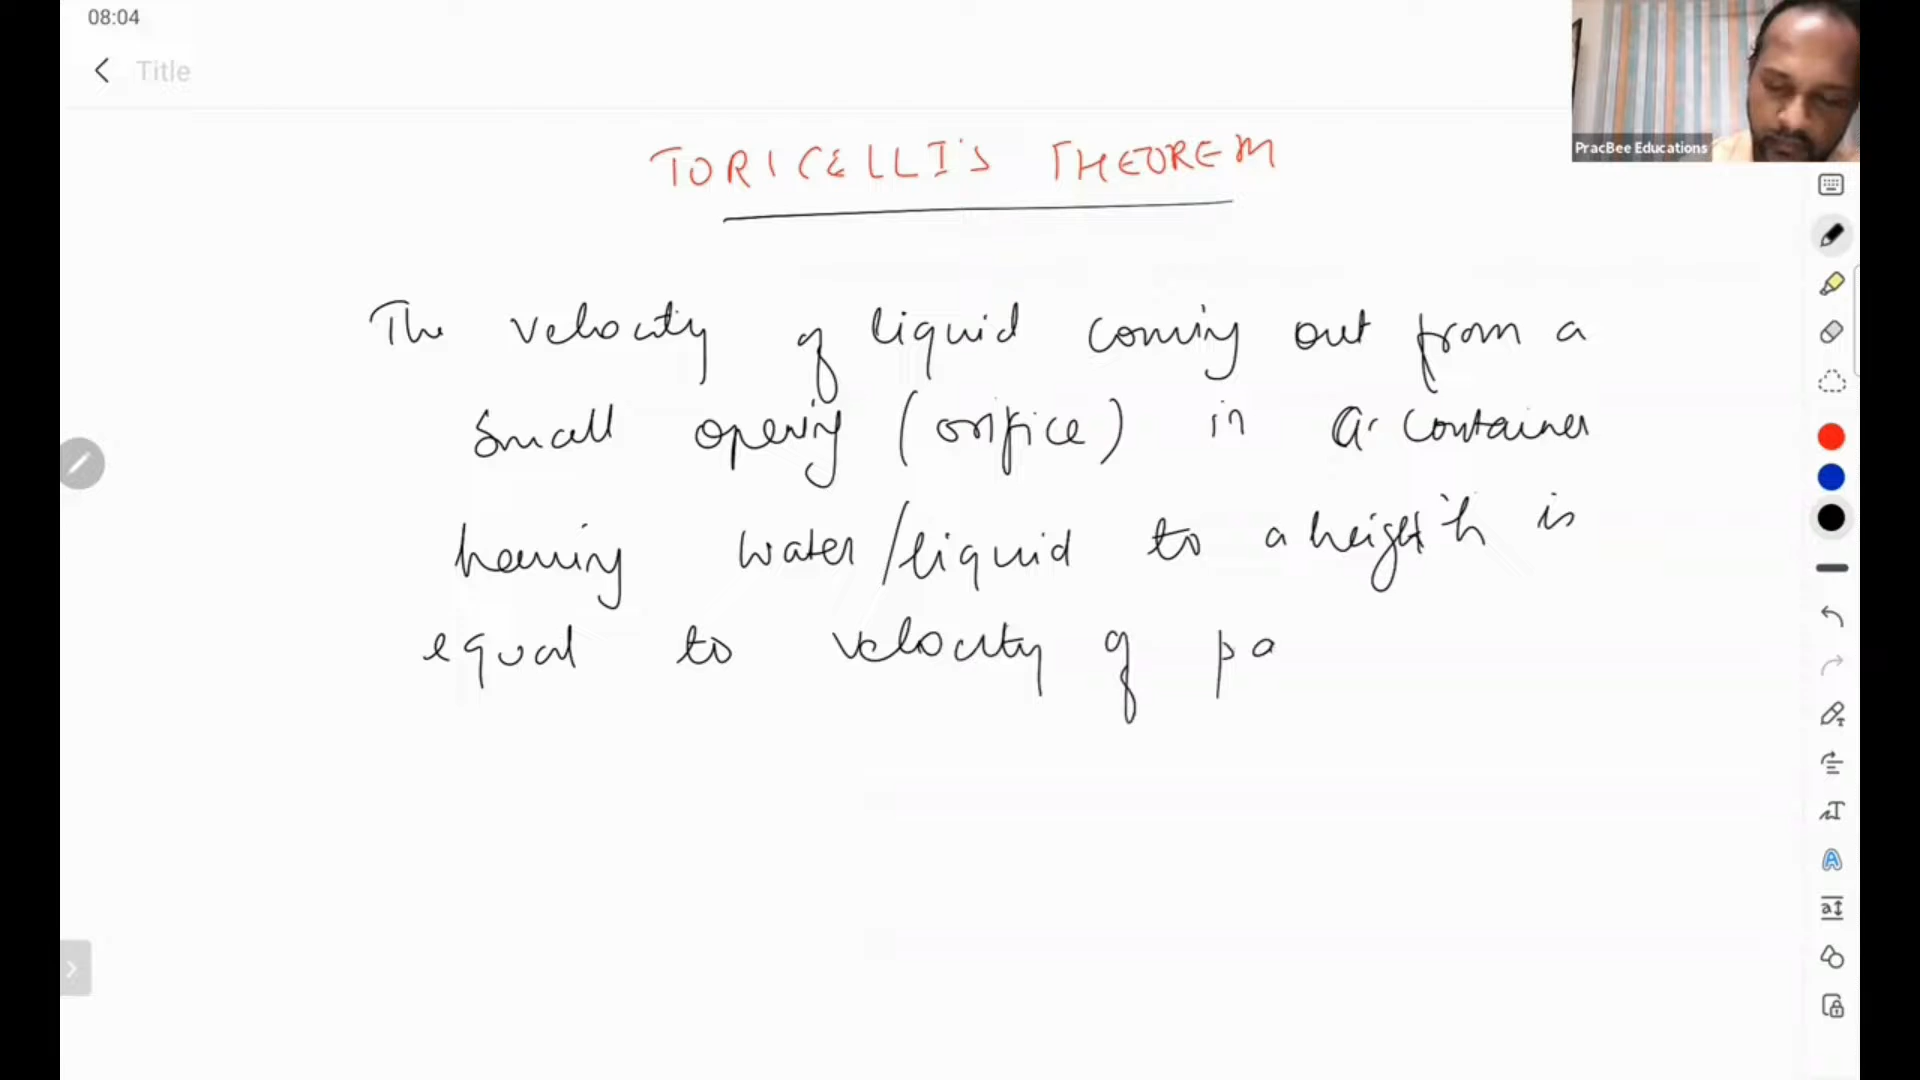 08:04
Title
PracBee Educations
TORICELLI'S THEOREM
The velocity of liquid coming out from a
small opening (orifice) in a container
having water/liquid to a height 'h is
equal to velocity of pa